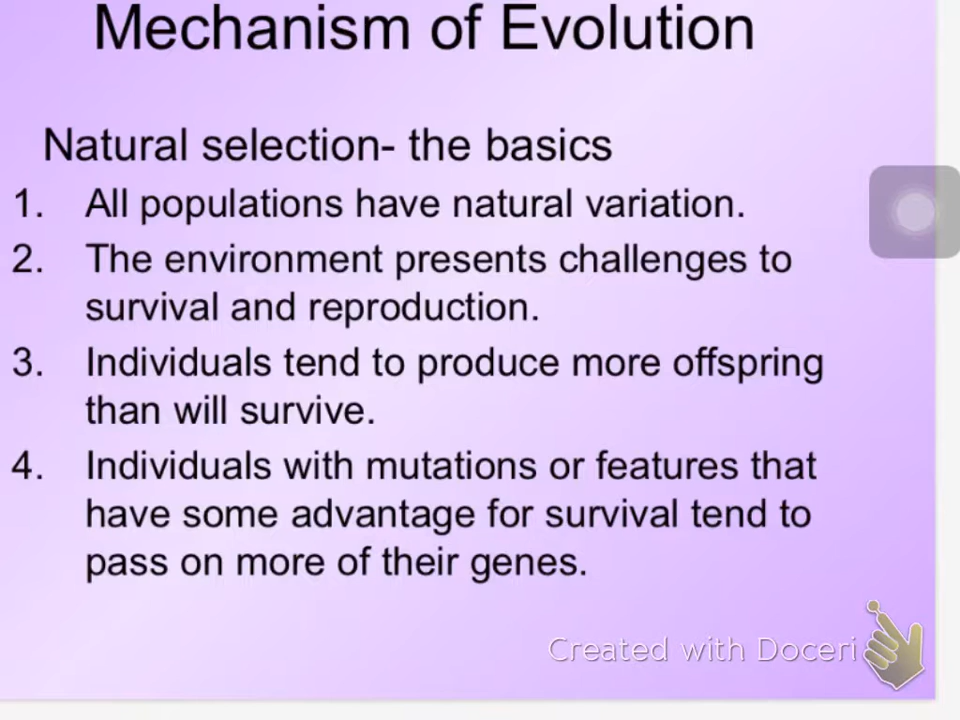 Mechanism of Evolution
Natural selection- the basics
1. All populations have natural variation.
2. The environment presents challenges to
survival and reproduction.
3. Individuals tend to produce more offspring
than will survive.
4. Individuals with mutations or features that
have some advantage for survival tend to
pass on more of their genes.
Created with Doceri